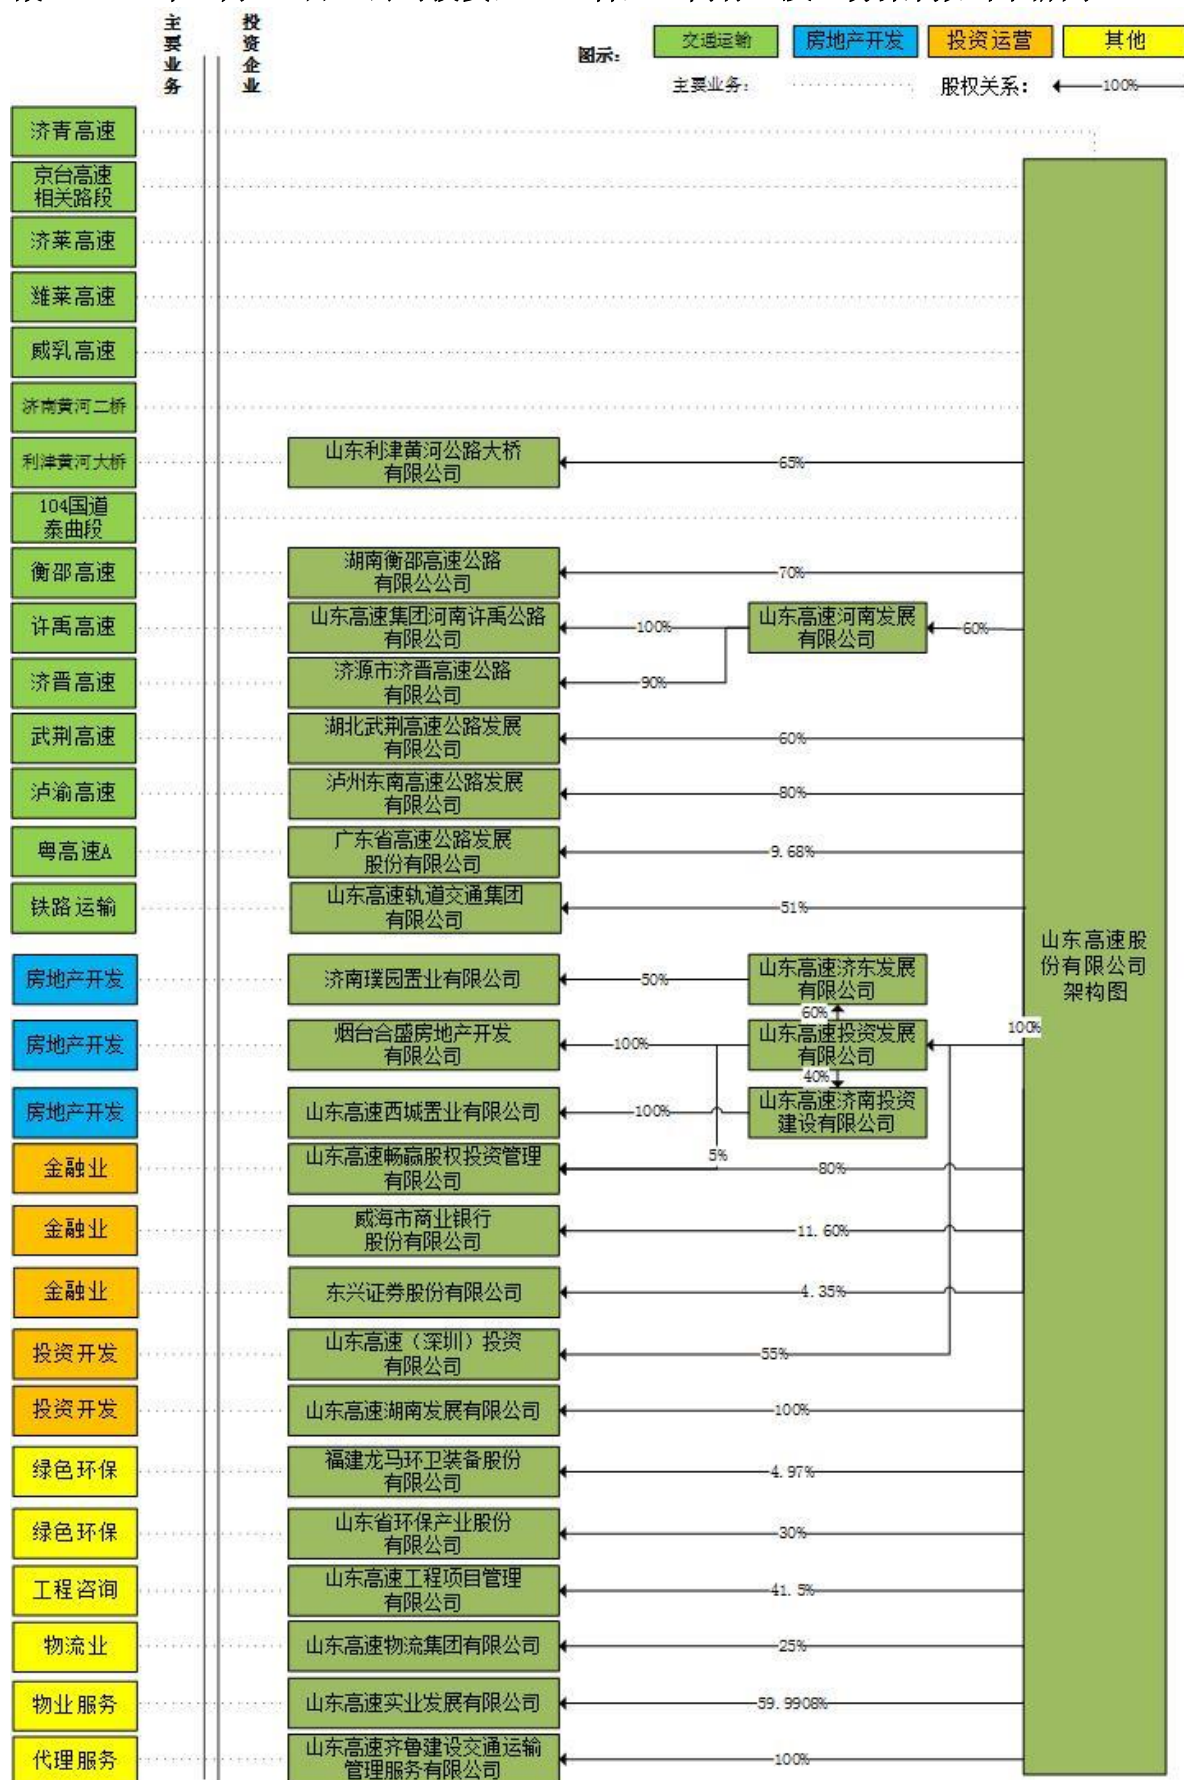 主要业务
投资企业
图示:
交通运输
房地产开发
投资运营
其他
主要业务:
股权关系:
100%
济青高速
京台高速
相关路段
济莱高速
潍莱高速
威乳高速
济南黄河二桥
利津黄河大桥
山东利津黄河公路大桥
有限公司
65%
104国道
泰曲段
衡邵高速
湖南衡邵高速公路
有限公公司
70%
许禹高速
山东高速集团河南许禹公路
有限公司
100%
山东高速河南发展
有限公司
60%
济晋高速
济源市济晋高速公路
有限公司
90%
武荆高速
湖北武荆高速公路发展
有限公司
60%
泸渝高速
泸州东南高速公路发展
有限公司
80%
粤高速A
广东省高速公路发展
股份有限公司
9.68%
铁路运输
山东高速轨道交通集团
有限公司
51%
山东高速股
份有限公司
架构图
房地产开发
济南璞园置业有限公司
50%
山东高速济东发展
有限公司
60%
100%
房地产开发
烟台合盛房地产开发
有限公司
100%
山东高速投资发展
有限公司
40%
房地产开发
山东高速西城置业有限公司
100%
山东高速济南投资
建设有限公司
5%
金融业
山东高速畅赢股权投资管理
有限公司
80%
金融业
威海市商业银行
股份有限公司
11.60%
金融业
东兴证券股份有限公司
4.35%
投资开发
山东高速（深圳）投资
有限公司
55%
投资开发
山东高速湖南发展有限公司
100%
绿色环保
福建龙马环卫装备股份
有限公司
4.97%
绿色环保
山东省环保产业股份
有限公司
30%
工程咨询
山东高速工程项目管理
有限公司
41.5%
物流业
山东高速物流集团有限公司
25%
物业服务
山东高速实业发展有限公司
59.9908%
代理服务
山东高速齐鲁建设交通运输
管理服务有限公司
100%